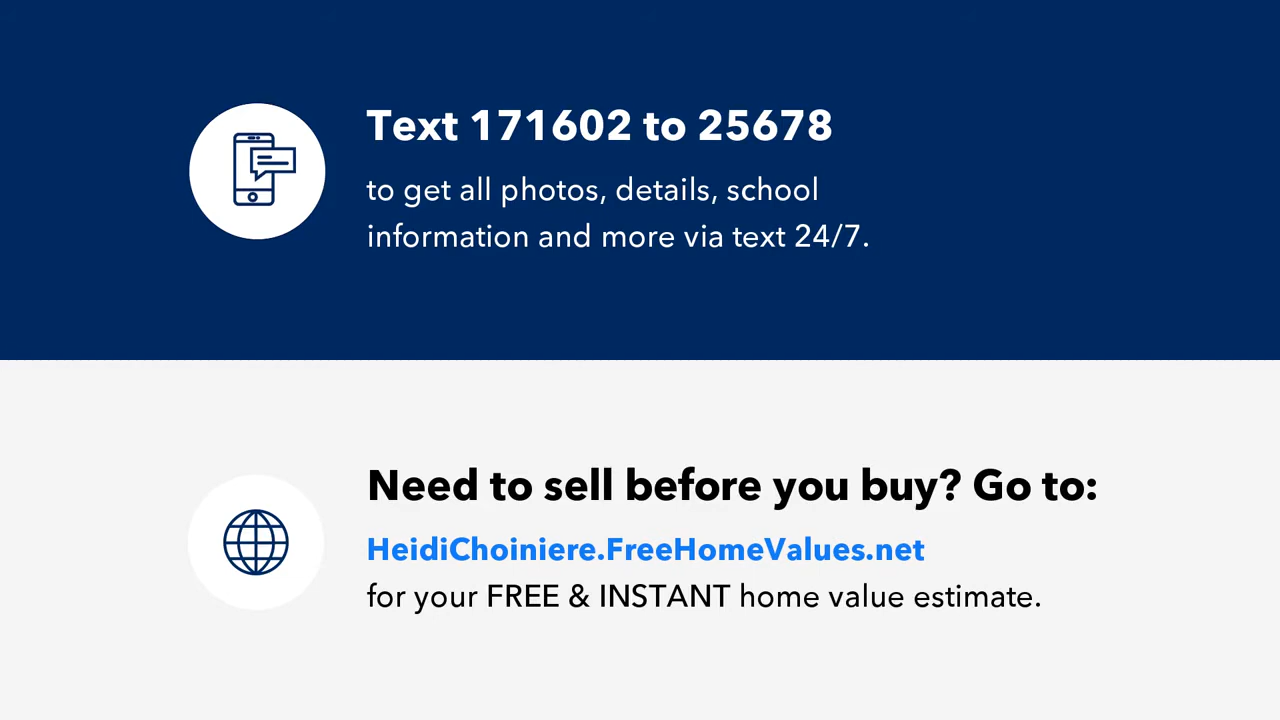 Text 171602 to 25678
to get all photos, details, school
information and more via text 24/7.
Need to sell before you buy? Go to:
HeidiChoiniere.FreeHomeValues.net
for your FREE & INSTANT home value estimate.